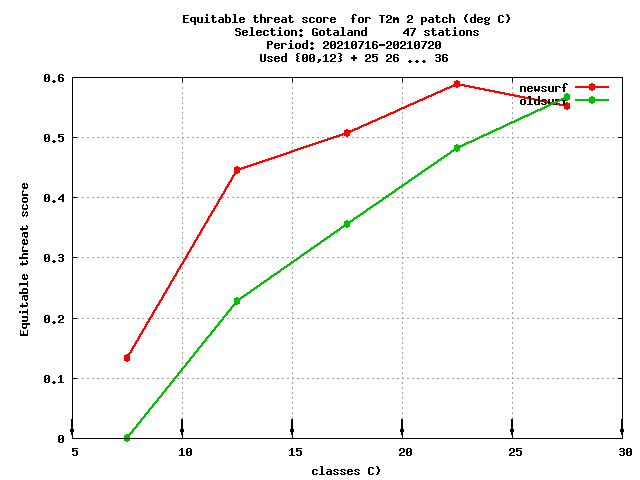 Equitable threat score  for T2m 2 patch (deg C)
Selection: Gotaland     47 stations
Period: 20210716-20210720
Used {00,12} + 25 26 ... 36
newsurf
oldsurf
0.6
0.5
0.4
0.3
0.2
0.1
0
Equitable threat score
5 10 15 20 25 30
classes C)